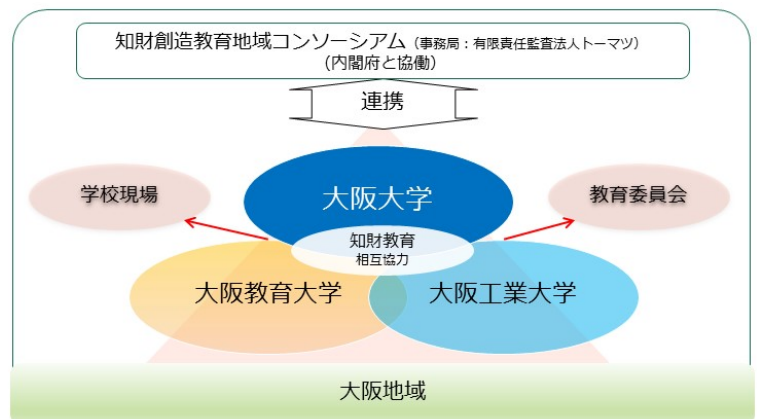 知財創造教育地域コンソーシアム（事務局：有限責任監査法人トーマツ）
（内閣府と協働）
連携
学校現場
大阪大学
教育委員会
知財教育
相互協力
大阪教育大学
大阪工業大学
大阪地域